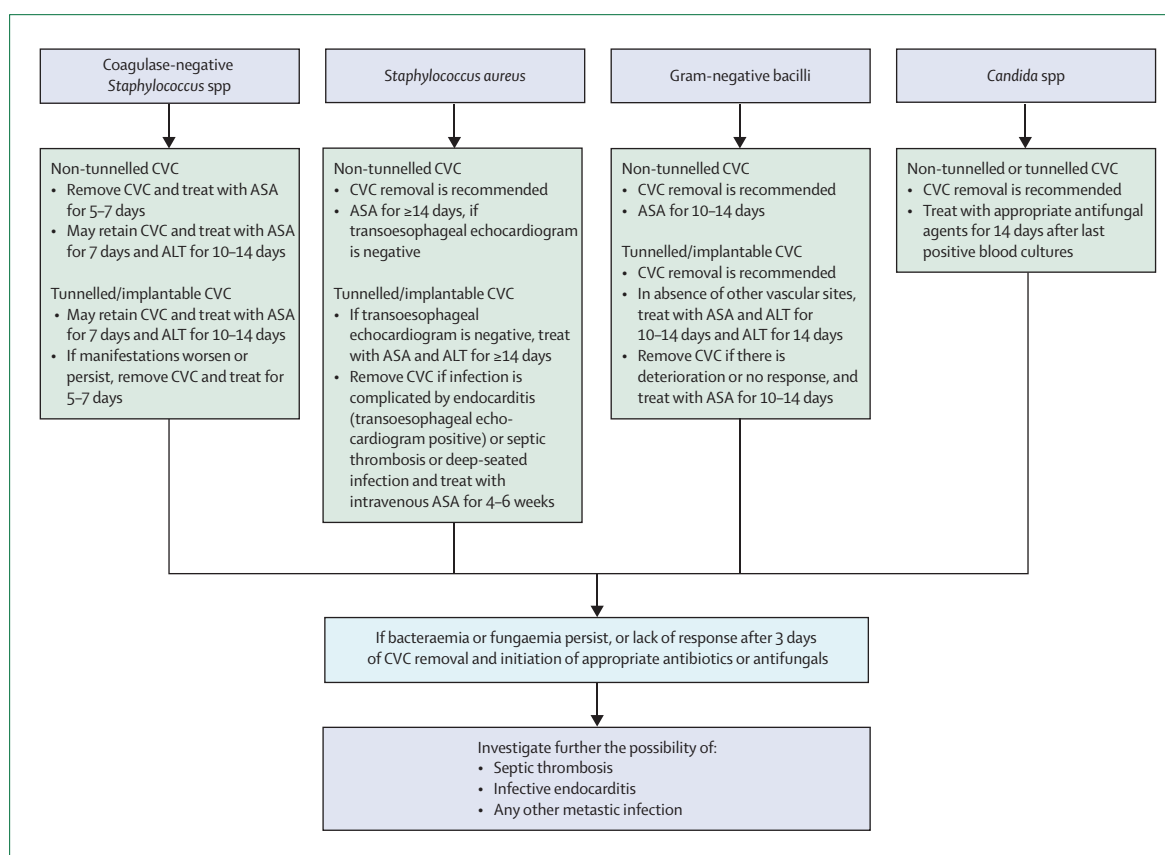 Coagulase-negative
Staphylococcus spp
Staphylococcus aureus
Gram-negative bacilli
Candida spp
Non-tunnelled CVC
• Remove CVC and treat with ASA
for 5–7 days
• May retain CVC and treat with ASA
for 7 days and ALT for 10–14 days
Tunnelled/implantable CVC
• May retain CVC and treat with ASA
for 7 days and ALT for 10–14 days
• If manifestations worsen or
persist, remove CVC and treat for
5–7 days
Non-tunnelled CVC
• CVC removal is recommended
• ASA for ≥14 days, if
transoesophageal echocardiogram
is negative
Tunnelled/implantable CVC
• If transoesophageal
echocardiogram is negative, treat
with ASA and ALT for ≥14 days
• Remove CVC if infection is
complicated by endocarditis
(transoesophageal echo-
cardiogram positive) or septic
thrombosis or deep-seated
infection and treat with
intravenous ASA for 4–6 weeks
Non-tunnelled CVC
• CVC removal is recommended
• ASA for 10–14 days
Tunnelled/implantable CVC
• CVC removal is recommended
• In absence of other vascular sites,
treat with ASA and ALT for
10–14 days and ALT for 14 days
• Remove CVC if there is
deterioration or no response, and
treat with ASA for 10–14 days
Non-tunnelled or tunnelled CVC
• CVC removal is recommended
• Treat with appropriate antifungal
agents for 14 days after last
positive blood cultures
If bacteraemia or fungaemia persist, or lack of response after 3 days
of CVC removal and initiation of appropriate antibiotics or antifungals
Investigate further the possibility of:
• Septic thrombosis
• Infective endocarditis
• Any other metastic infection